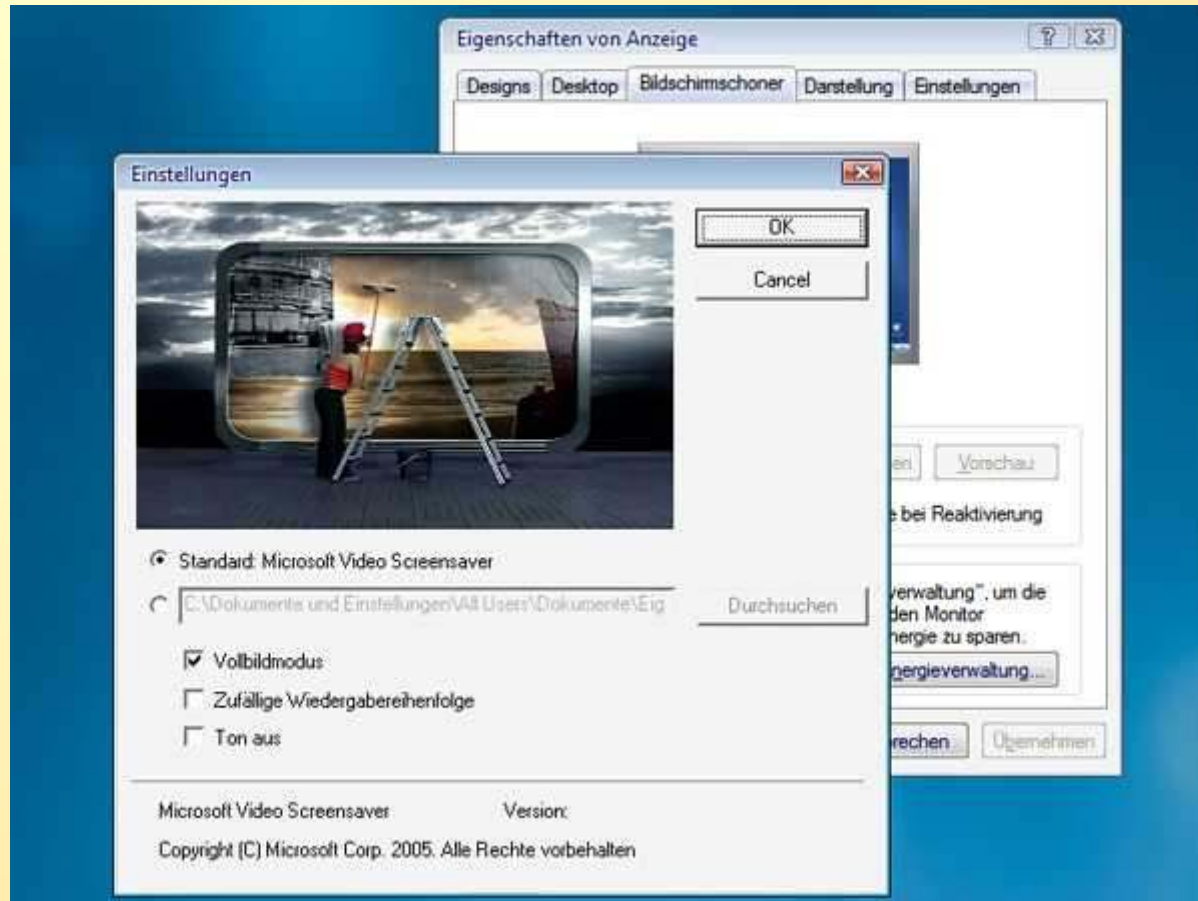 Eigenschaften von Anzeige
Designs Desktop Bildschirmschoner Darstellung Einstellungen
Einstellungen
OK
Cancel
Vorschau
e bei Reaktivierung
Standard: Microsoft Video Screensaver
C:\Dokumente und Einstellungen\All Users\Dokumente\Eig Durchsuchen
verwaltung", um die
den Monitor
nergie zu sparen.
Vollbildmodus
nergieverwaltung...
Zufällige Wiedergabereihenfolge
Ton aus
rechen Übernehmen
Microsoft Video Screensaver Version:
Copyright (C) Microsoft Corp. 2005. Alle Rechte vorbehalten